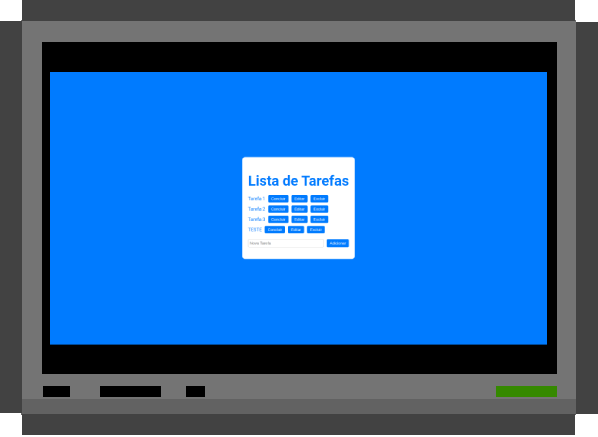 Lista de Tarefas
Tarefa 1 Concluir Editar Excluir
Tarefa 2 Concluir Editar Excluir
Tarefa 3 Concluir Editar Excluir
TESTE Concluir Editar Excluir
Nova Tarefa Adicionar